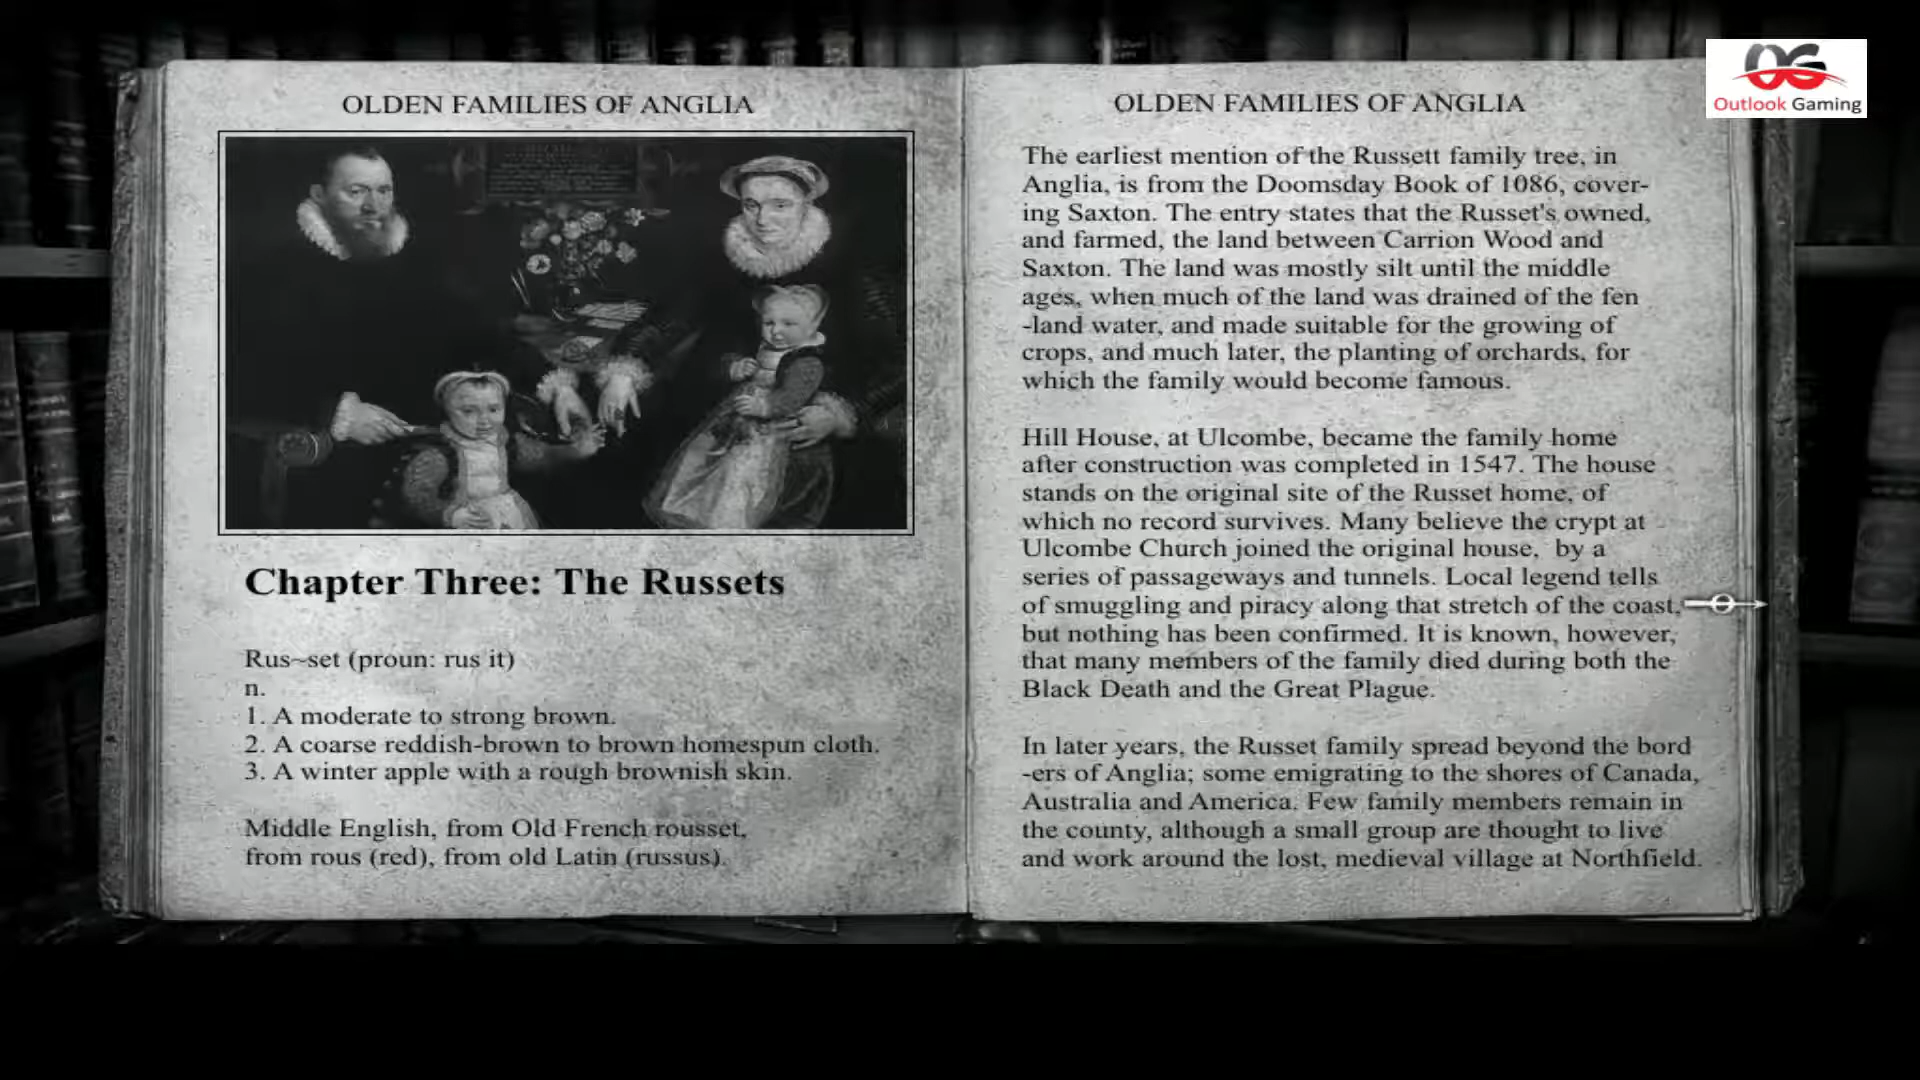 OLDEN FAMILIES OF ANGLIA
Chapter Three: The Russets
Rus~set (proun: rus it)
n.
1. A moderate to strong brown.
2. A coarse reddish-brown to brown homespun cloth.
3. A winter apple with a rough brownish skin.
Middle English, from Old French rousset,
from rous (red), from old Latin (russus).
OLDEN FAMILIES OF ANGLIA
The earliest mention of the Russett family tree, in
Anglia, is from the Doomsday Book of 1086, cover-
ing Saxton. The entry states that the Russet's owned,
and farmed, the land between Carrion Wood and
Saxton. The land was mostly silt until the middle
ages, when much of the land was drained of the fen
-land water, and made suitable for the growing of
crops, and much later, the planting of orchards, for
which the family would become famous.
Hill House, at Ulcombe, became the family home
after construction was completed in 1547. The house
stands on the original site of the Russet home, of
which no record survives. Many believe the crypt at
Ulcombe Church joined the original house, by a
series of passageways and tunnels. Local legend tells
of smuggling and piracy along that stretch of the coast,
but nothing has been confirmed. It is known, however,
that many members of the family died during both the
Black Death and the Great Plague.
In later years, the Russet family spread beyond the bord
-ers of Anglia; some emigrating to the shores of Canada,
Australia and America. Few family members remain in
the county, although a small group are thought to live
and work around the lost, medieval village at Northfield.
OG
Outlook Gaming